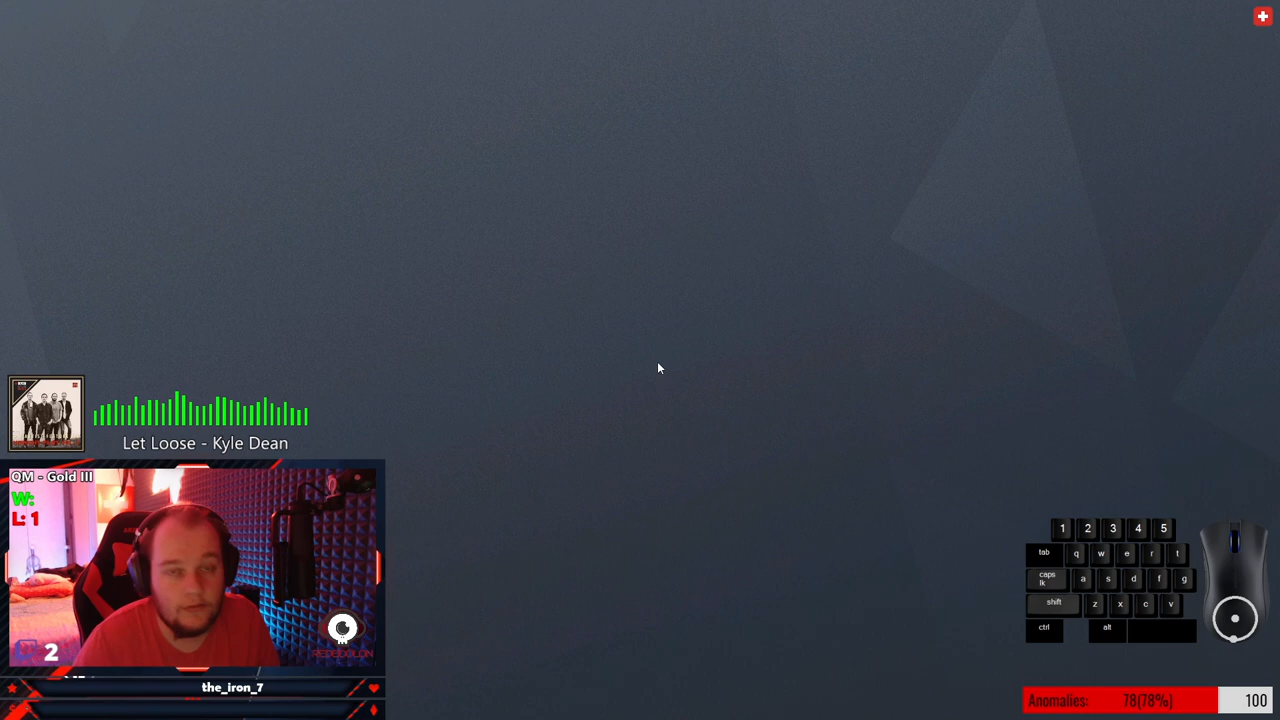 Let Loose - Kyle Dean
QM - Gold III
W:
L: 1
2
REDEEOLON
the_iron_7
1 2 3 4 5
tab q w e r t
caps lk a s d f g
shift z x c v
ctrl alt
Anomalies: 78(78%) 100